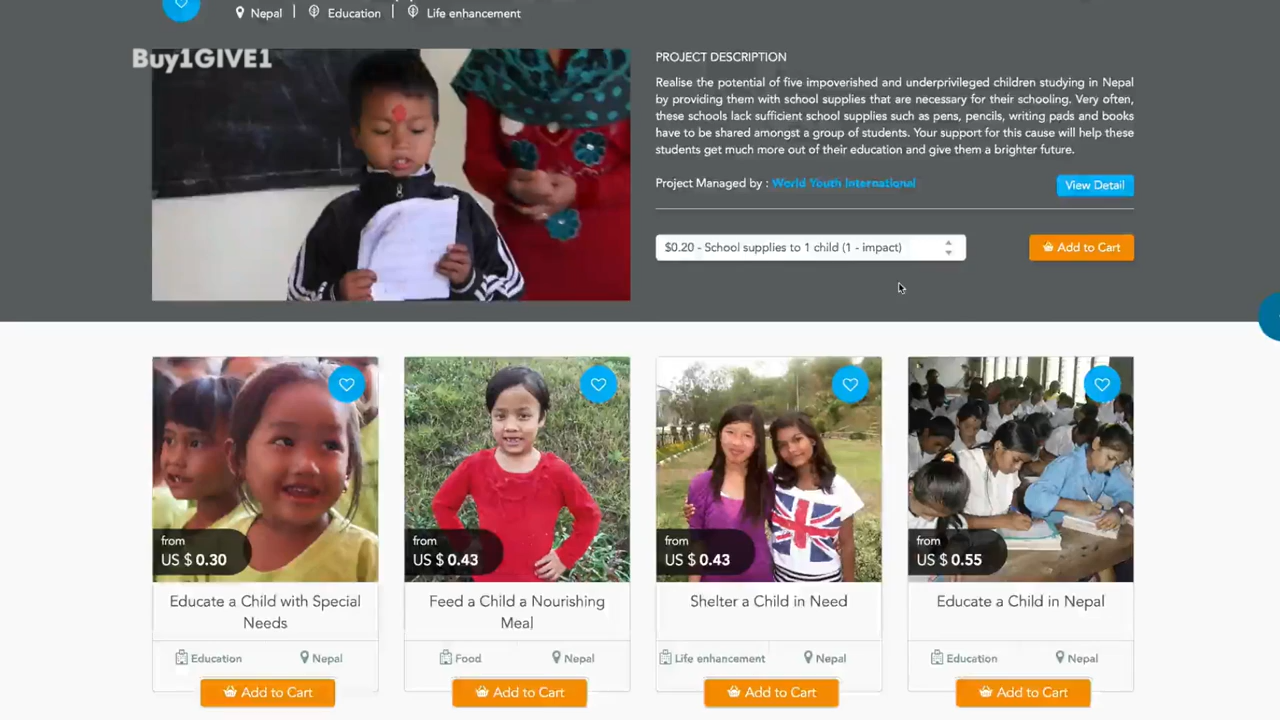 Nepal | Education | Life enhancement
Buy1GIVE1
PROJECT DESCRIPTION
Realise the potential of five impoverished and underprivileged children studying in Nepal
by providing them with school supplies that are necessary for their schooling. Very often,
these schools lack sufficient school supplies such as pens, pencils, writing pads and books
have to be shared amongst a group of students. Your support for this cause will help these
students get much more out of their education and give them a brighter future.
Project Managed by : World Youth International
View Detail
$0.20 - School supplies to 1 child (1 - impact)
Add to Cart
from
US $ 0.30
from
US $ 0.43
from
US $ 0.43
from
US $ 0.55
Educate a Child with Special
Needs
Feed a Child a Nourishing
Meal
Shelter a Child in Need
Educate a Child in Nepal
Education Nepal
Food Nepal
Life enhancement Nepal
Education Nepal
Add to Cart
Add to Cart
Add to Cart
Add to Cart